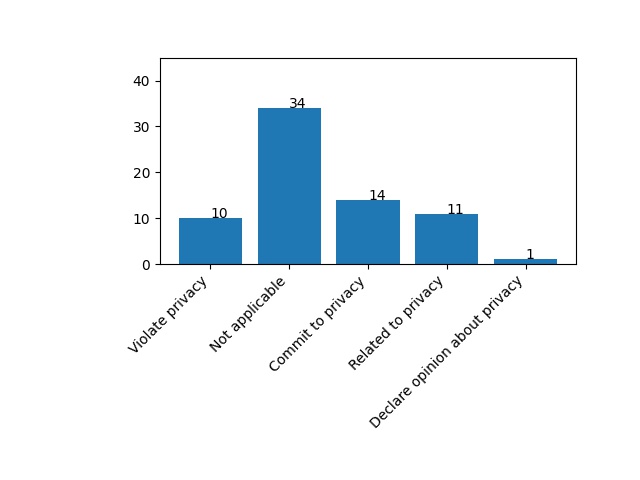 40
30
20
10
0
10
34
14
11
1
Violate privacy
Not applicable
Commit to privacy
Related to privacy
Declare opinion about privacy